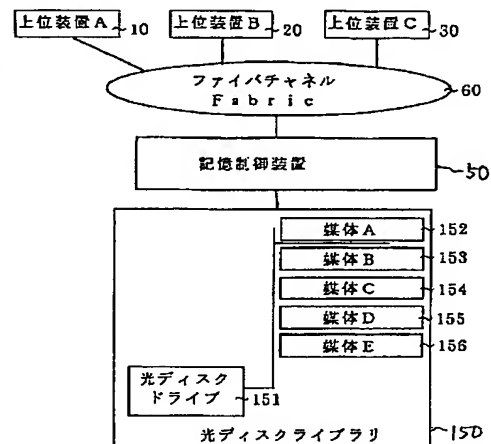 上位装置A 10 上位装置B 20 上位装置C 30
ファイバチャネル
Fabric
60
記憶制御装置
50
媒体A 152
媒体B 153
媒体C 154
媒体D 155
媒体E 156
光ディスク
ドライブ 151
光ディスクライブラリ 150